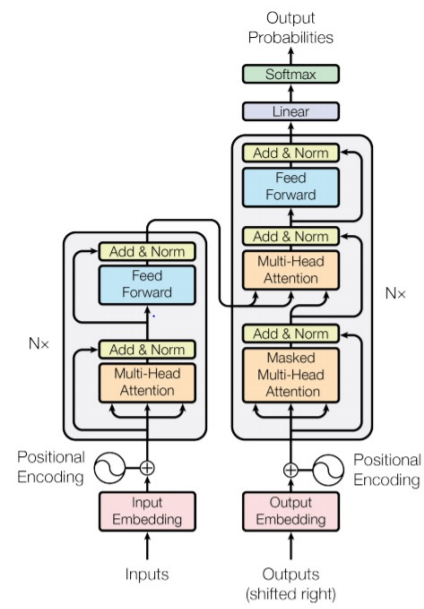 Output
Probabilities
Softmax
Linear
Add & Norm
Feed
Forward
Add & Norm
Multi-Head
Attention
Nx
Add & Norm
Masked
Multi-Head
Attention
Add & Norm
Feed
Forward
Nx
Add & Norm
Multi-Head
Attention
Positional
Encoding
Positional
Encoding
Input
Embedding
Output
Embedding
Inputs
Outputs
(shifted right)